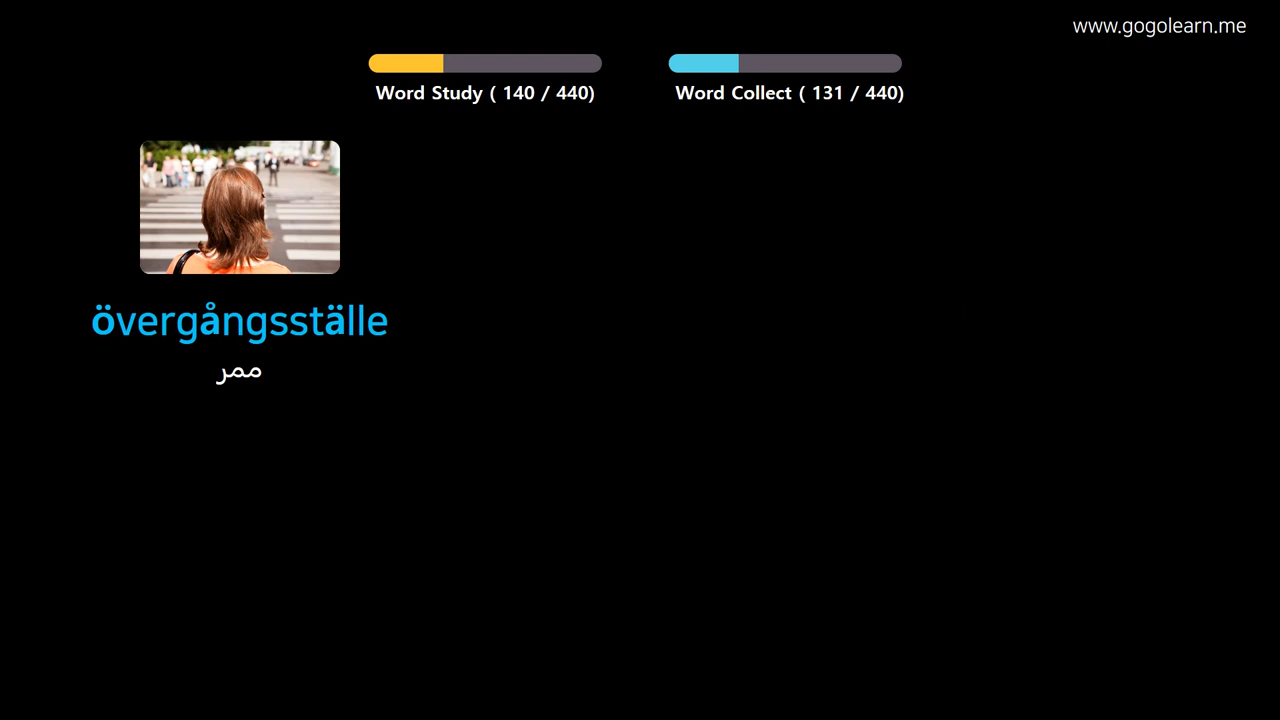 www.gogolearn.me
Word Study ( 140 / 440)
Word Collect ( 131 / 440)
övergångsställe
ممر